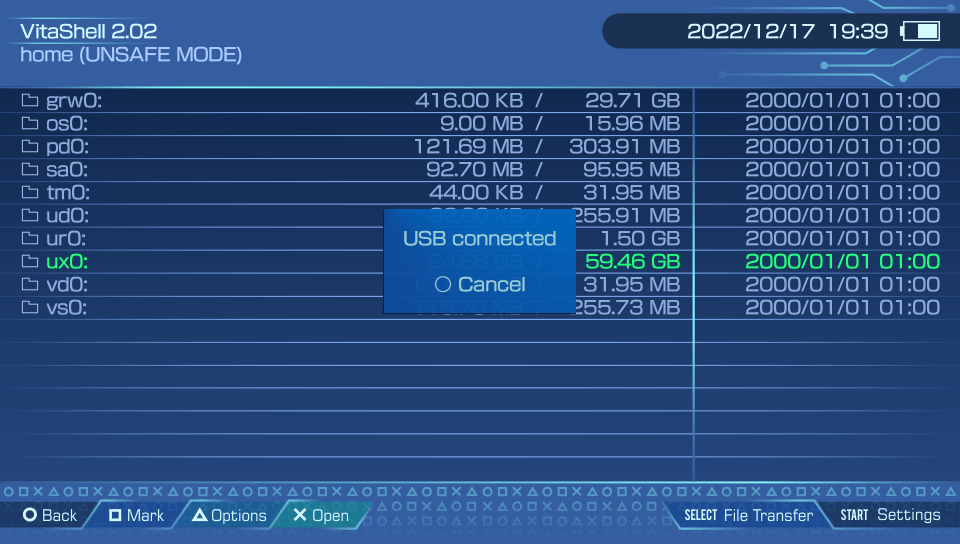 VitaShell 2.02
2022/12/17 19:39
home (UNSAFE MODE)
grw0: 416.00 KB / 29.71 GB 2000/01/01 01:00
os0: 9.00 MB / 15.96 MB 2000/01/01 01:00
pd0: 121.69 MB / 303.91 MB 2000/01/01 01:00
sa0: 92.70 MB / 95.95 MB 2000/01/01 01:00
tm0: 44.00 KB / 31.95 MB 2000/01/01 01:00
ud0: 255.91 MB 2000/01/01 01:00
ur0: 1.50 GB 2000/01/01 01:00
ux0: 59.46 GB 2000/01/01 01:00
vd0: 31.95 MB 2000/01/01 01:00
vs0: 255.73 MB 2000/01/01 01:00
USB connected
Cancel
Back Mark Options Open SELECT File Transfer START Settings